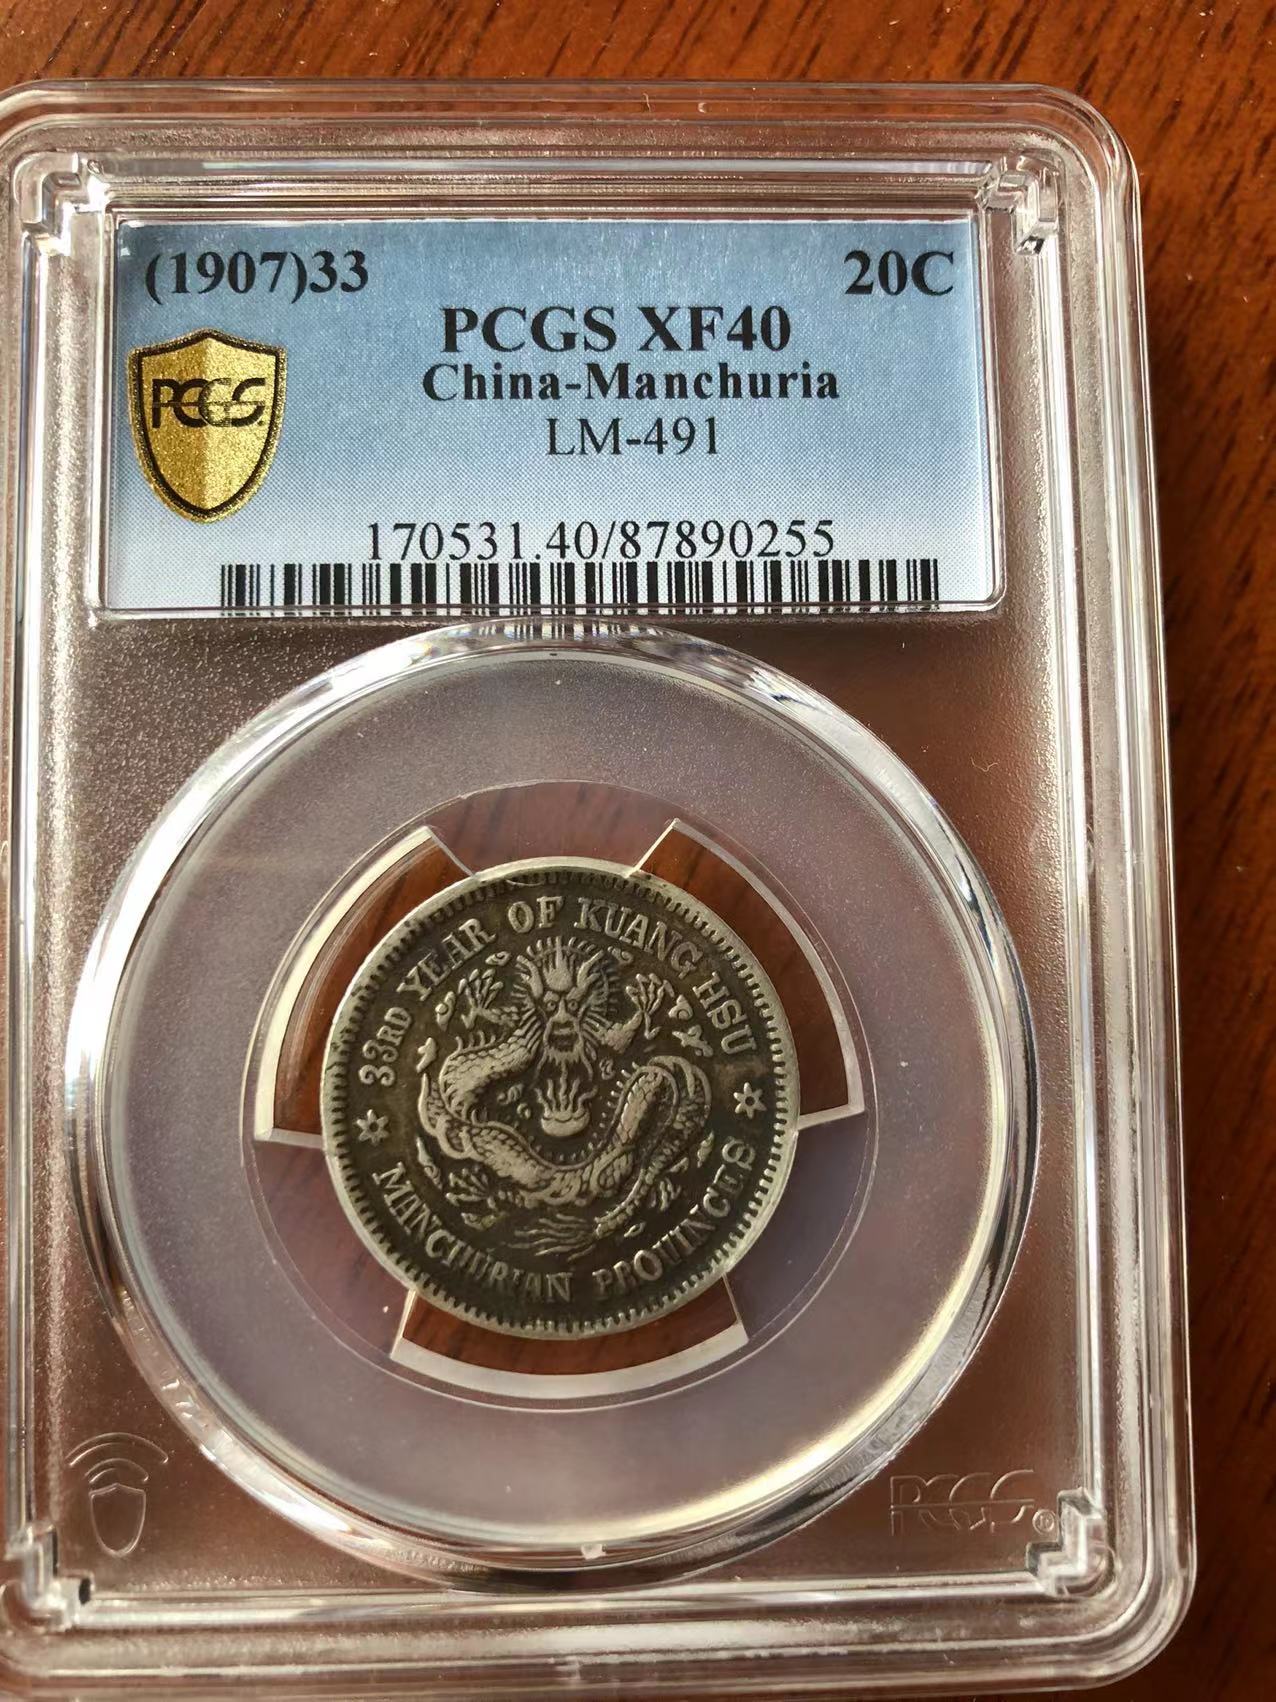 (1907)33 20C
PCGS XF40
China-Manchuria
LM-491
PCGS
170531.40/87890255
33RD YEAR OF KUANG HSU
MANCHURIAN PROVINCES
PCGS®